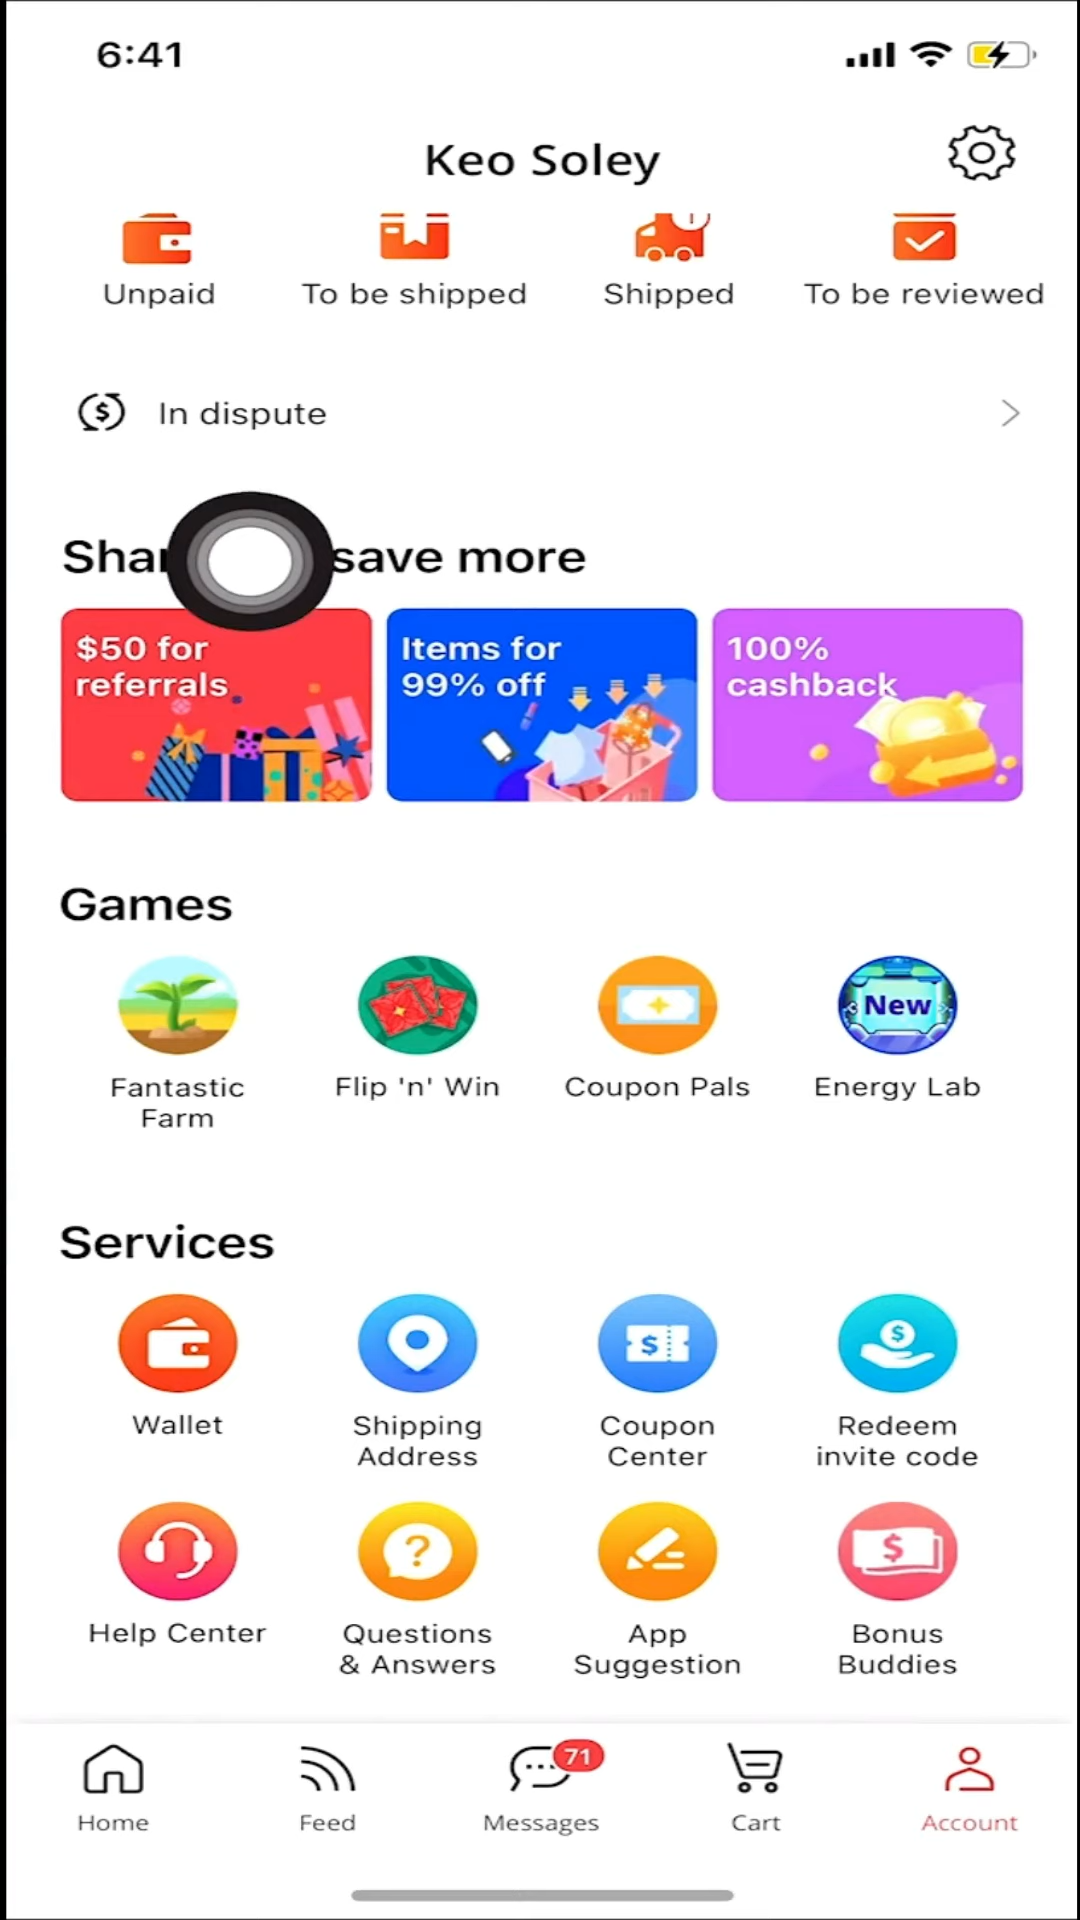 6:41
Keo Soley
Unpaid
To be shipped
Shipped
To be reviewed
In dispute
save more
$50 for
referrals
Items for
99% off
100%
cashback
Games
New
Fantastic
Farm
Flip 'n' Win
Coupon Pals
Energy Lab
Services
Wallet
Shipping
Address
Coupon
Center
Redeem
invite code
Help Center
Questions
& Answers
App
Suggestion
Bonus
Buddies
71
Home
Feed
Messages
Cart
Account